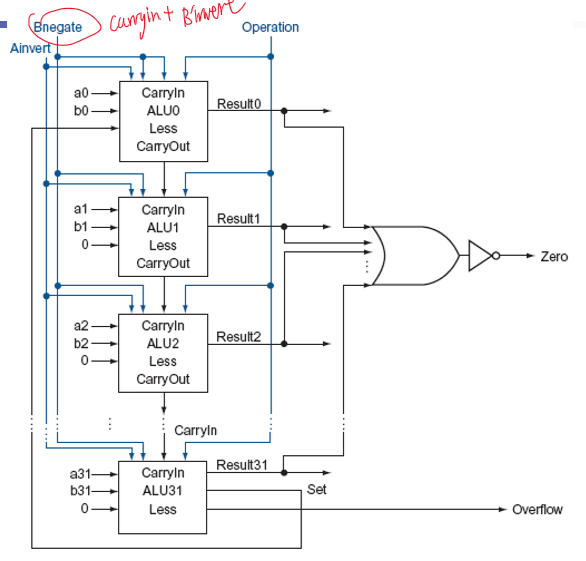 Bnegate
carryin + Binvert
Operation
Ainvert
a0
b0
CarryIn
ALU0
Less
CarryOut
Result0
a1
b1
0
CarryIn
ALU1
Less
CarryOut
Result1
a2
b2
0
CarryIn
ALU2
Less
CarryOut
Result2
Zero
CarryIn
a31
b31
0
CarryIn
ALU31
Less
Result31
Set
Overflow